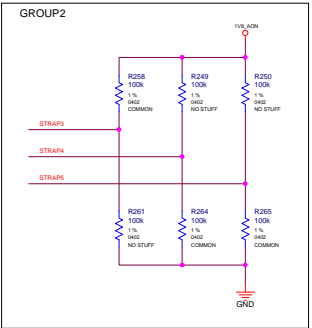 GROUP2
1V8_AON
R258
100k
1 %
0402
COMMON
R249
100k
1 %
0402
NO STUFF
R250
100k
1 %
0402
NO STUFF
STRAP3
STRAP4
STRAP5
R261
100k
1 %
0402
NO STUFF
R264
100k
1 %
0402
COMMON
R265
100k
1 %
0402
COMMON
GND